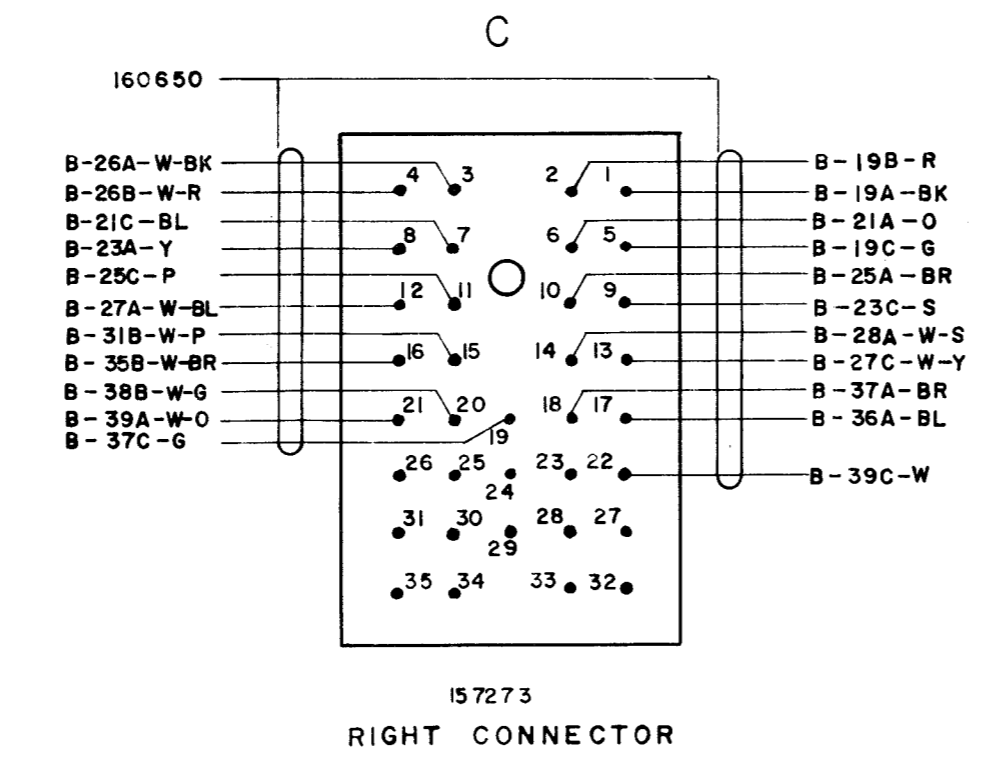 C
160650
B-26A-W-BK 4 3 2 1 B-19B-R
B-26B-W-R B-19A-BK
B-21C-BL 8 7 6 5 B-21A-O
B-23A-Y B-19C-G
B-25C-P 12 11 10 9 B-25A-BR
B-27A-W-BL B-23C-S
B-31B-W-P 16 15 14 13 B-28A-W-S
B-35B-W-BR B-27C-W-Y
B-38B-W-G 21 20 18 17 B-37A-BR
B-39A-W-O B-36A-BL
B-37C-G 19
26 25 24 23 22 B-39C-W
31 30 29 28 27
35 34 33 32
157273
RIGHT CONNECTOR